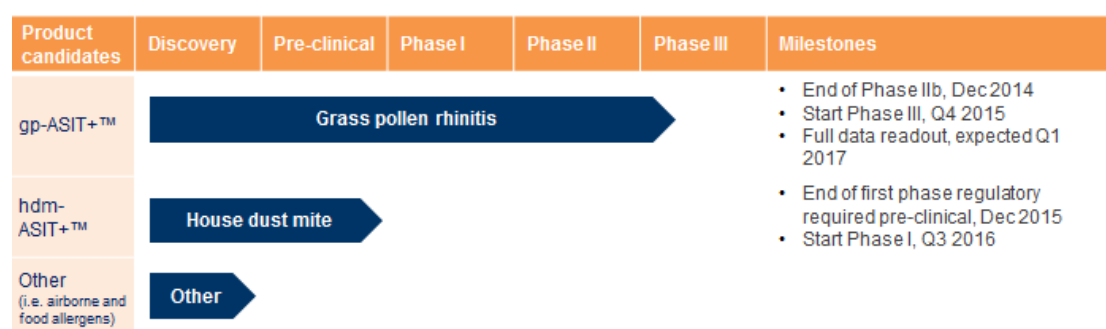 Product
candidates
Discovery
Pre-clinical
Phase I
Phase II
Phase III
Milestones
gp-ASIT+™
Grass pollen rhinitis
• End of Phase IIb, Dec 2014
• Start Phase III, Q4 2015
• Full data readout, expected Q1
2017
hdm-
ASIT+™
House dust mite
• End of first phase regulatory
required pre-clinical, Dec 2015
• Start Phase I, Q3 2016
Other
(i.e. airborne and
food allergens)
Other